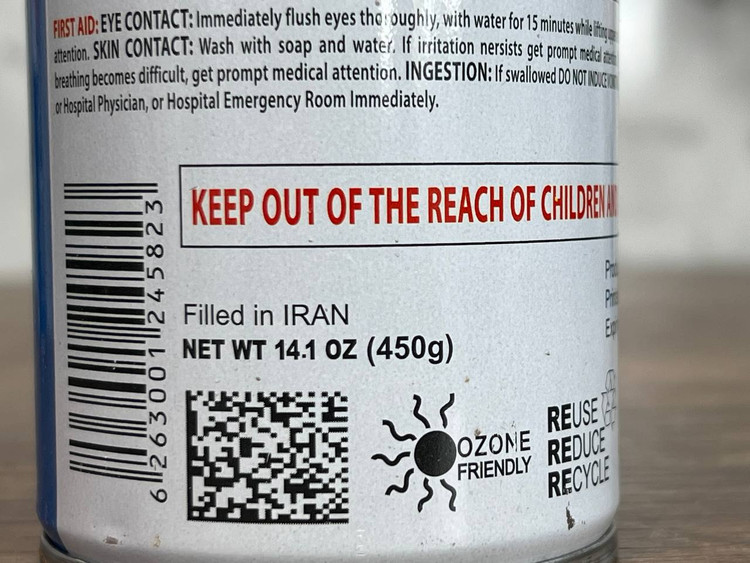 FIRST AID: EYE CONTACT: Immediately flush eyes thoroughly, with water for 15 minutes while lifting
attention. SKIN CONTACT: Wash with soap and water. If irritation nersists get prompt medical
breathing becomes difficult, get prompt medical attention. INGESTION: If swallowed DO NOT INDUCE
or Hospital Physician, or Hospital Emergency Room Immediately.
KEEP OUT OF THE REACH OF CHILDREN
6263001245823
Filled in IRAN
NET WT 14.1 OZ (450g)
OZONE
FRIENDLY
REUSE
REDUCE
RECYCLE